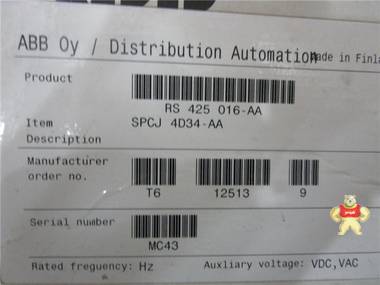 ABB Oy / Distribution Automation Made in Finla
Product
RS 425 016-AA
Item SPCJ 4D34-AA
Description
Manufacturer
order no.
T6 12513 9
Serial number
MC43
Rated freguency: Hz Auxliary voltage: VDC,VAC